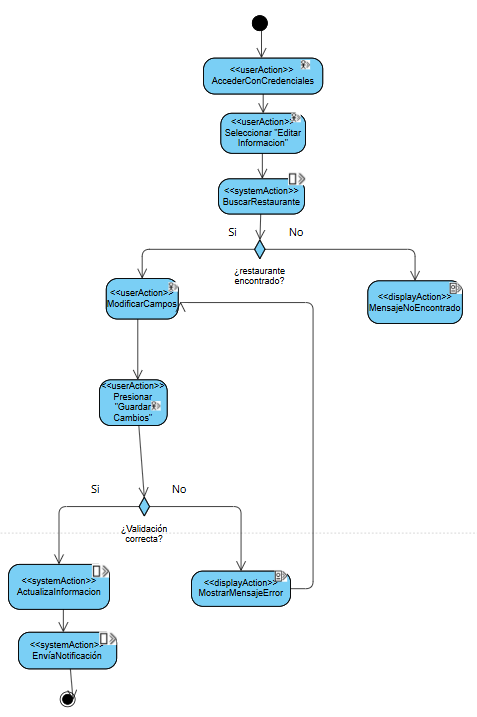 <<userAction>>
AccederConCredenciales
<<userAction>>
Seleccionar "Editar
Informacion"
<<systemAction>>
BuscarRestaurante
Si
No
¿restaurante
encontrado?
<<userAction>>
ModificarCampos
<<displayAction>>
MensajeNoEncontrado
<<userAction>>
Presionar
"Guardar
Cambios"
Si
No
¿Validación
correcta?
<<systemAction>>
ActualizaInformacion
<<displayAction>>
MostrarMensajeError
<<systemAction>>
EnvíaNotificación